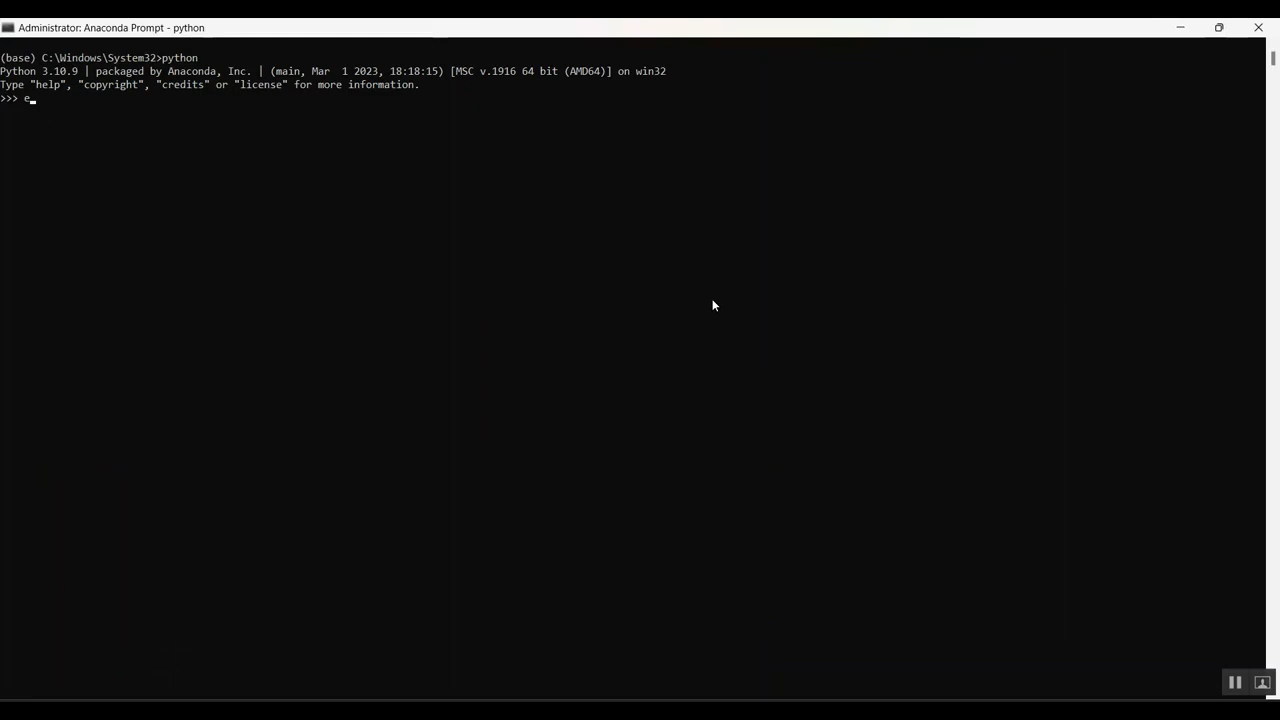 Administrator: Anaconda Prompt - python
(base) C:\Windows\System32>python
Python 3.10.9 | packaged by Anaconda, Inc. | (main, Mar  1 2023, 18:18:15) [MSC v.1916 64 bit (AMD64)] on win32
Type "help", "copyright", "credits" or "license" for more information.
>>> e